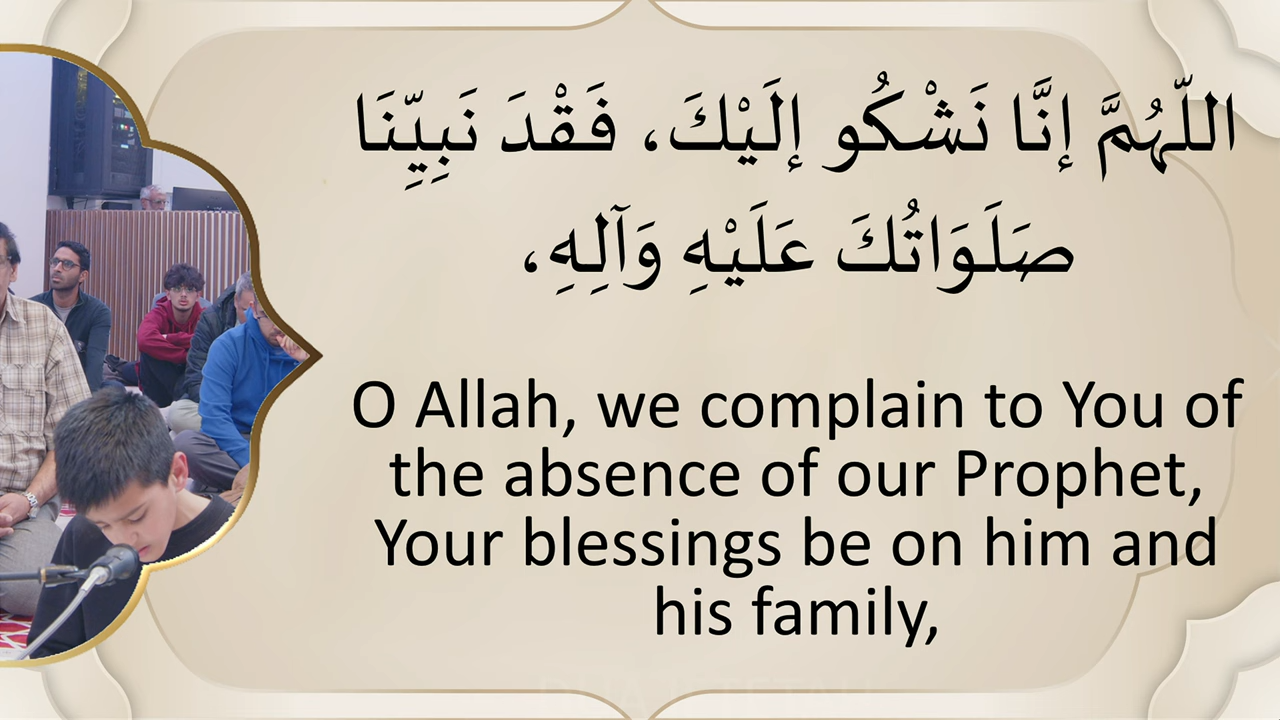 اللّهُمَّ إنَّا نَشْكُو إلَيْكَ، فَقْدَ نَبِيِّنَا
صَلَوَاتُكَ عَلَيْهِ وَآلِهِ،
O Allah, we complain to You of
the absence of our Prophet,
Your blessings be on him and
his family,